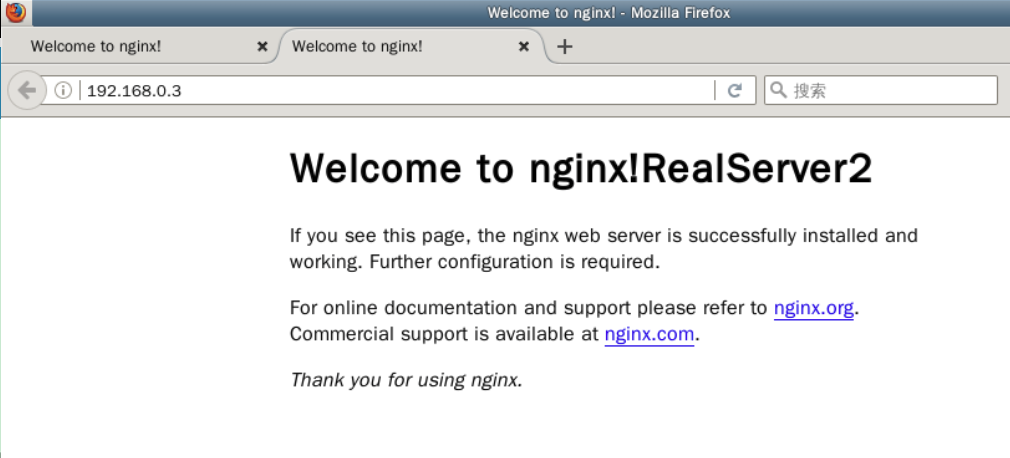 Welcome to nginx! - Mozilla Firefox
Welcome to nginx!
Welcome to nginx!
192.168.0.3
搜索
Welcome to nginx!RealServer2
If you see this page, the nginx web server is successfully installed and
working. Further configuration is required.
For online documentation and support please refer to nginx.org.
Commercial support is available at nginx.com.
Thank you for using nginx.